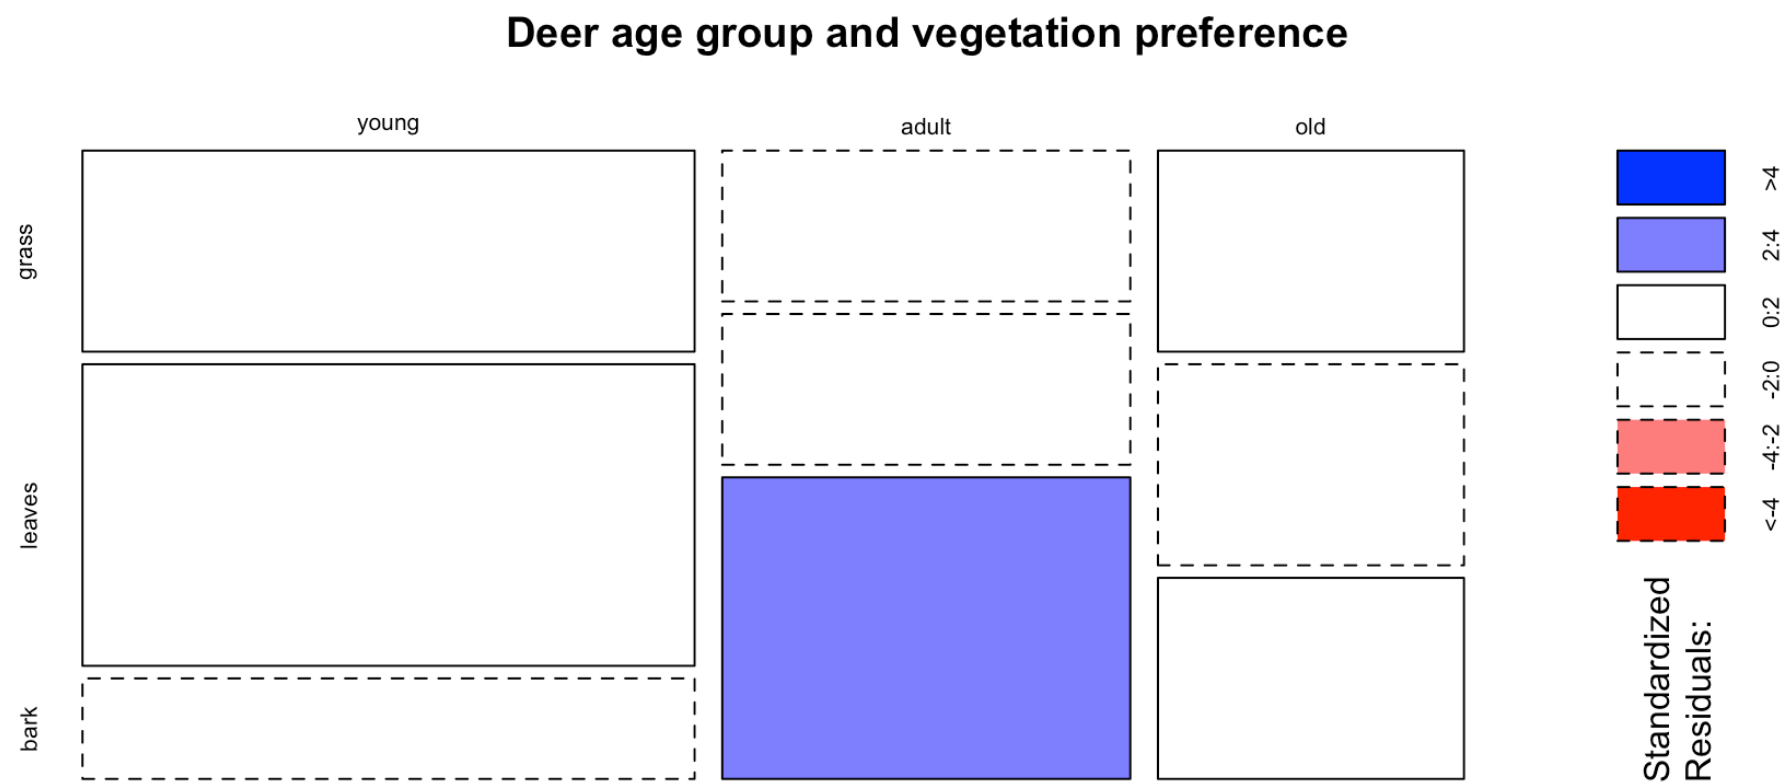 Deer age group and vegetation preference
young
adult
old
grass
leaves
bark
>4
2:4
0:2
-2:0
-4:-2
<-4
Standardized
Residuals: